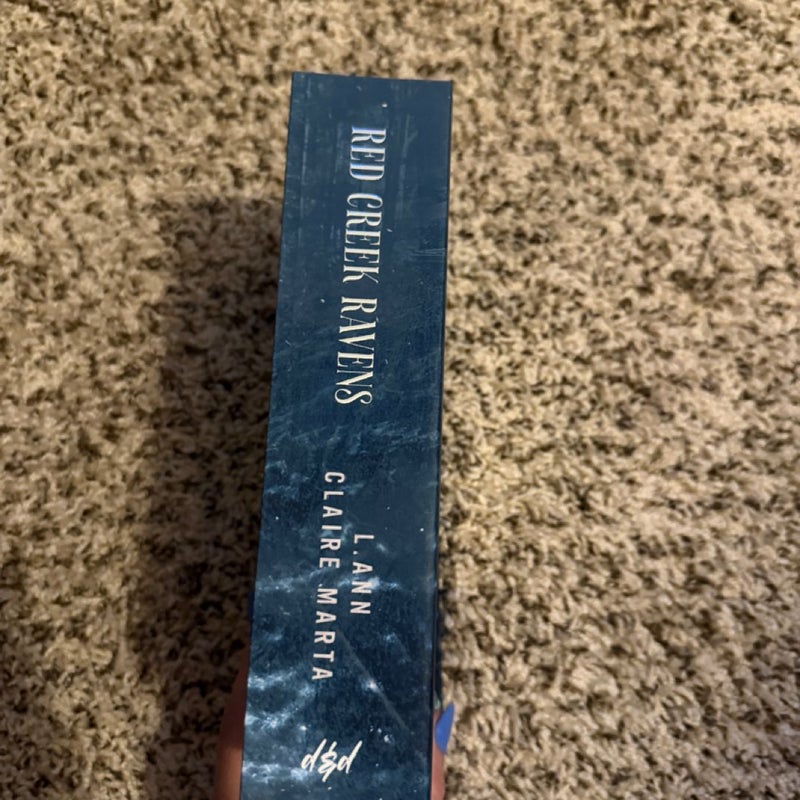 RED CREEK RAVENS
L. ANN
CLAIRE MARTA
d&d